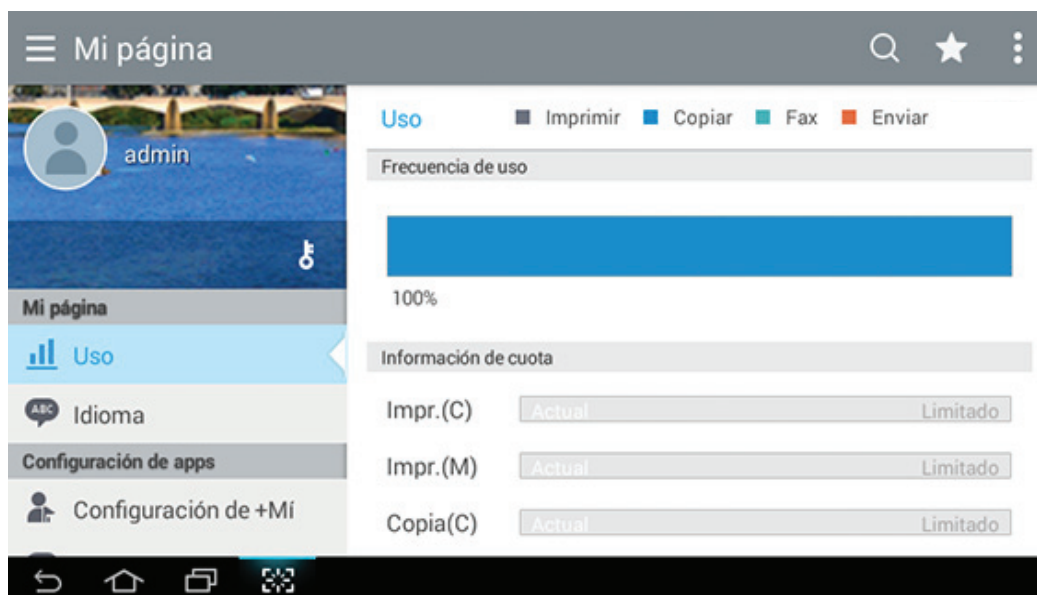 Mi página
admin
Mi página
Uso
ABC Idioma
Configuración de apps
Configuración de +Mí
Uso Imprimir Copiar Fax Enviar
Frecuencia de uso
100%
Información de cuota
Impr.(C) Actual Limitado
Impr.(M) Actual Limitado
Copia(C) Actual Limitado